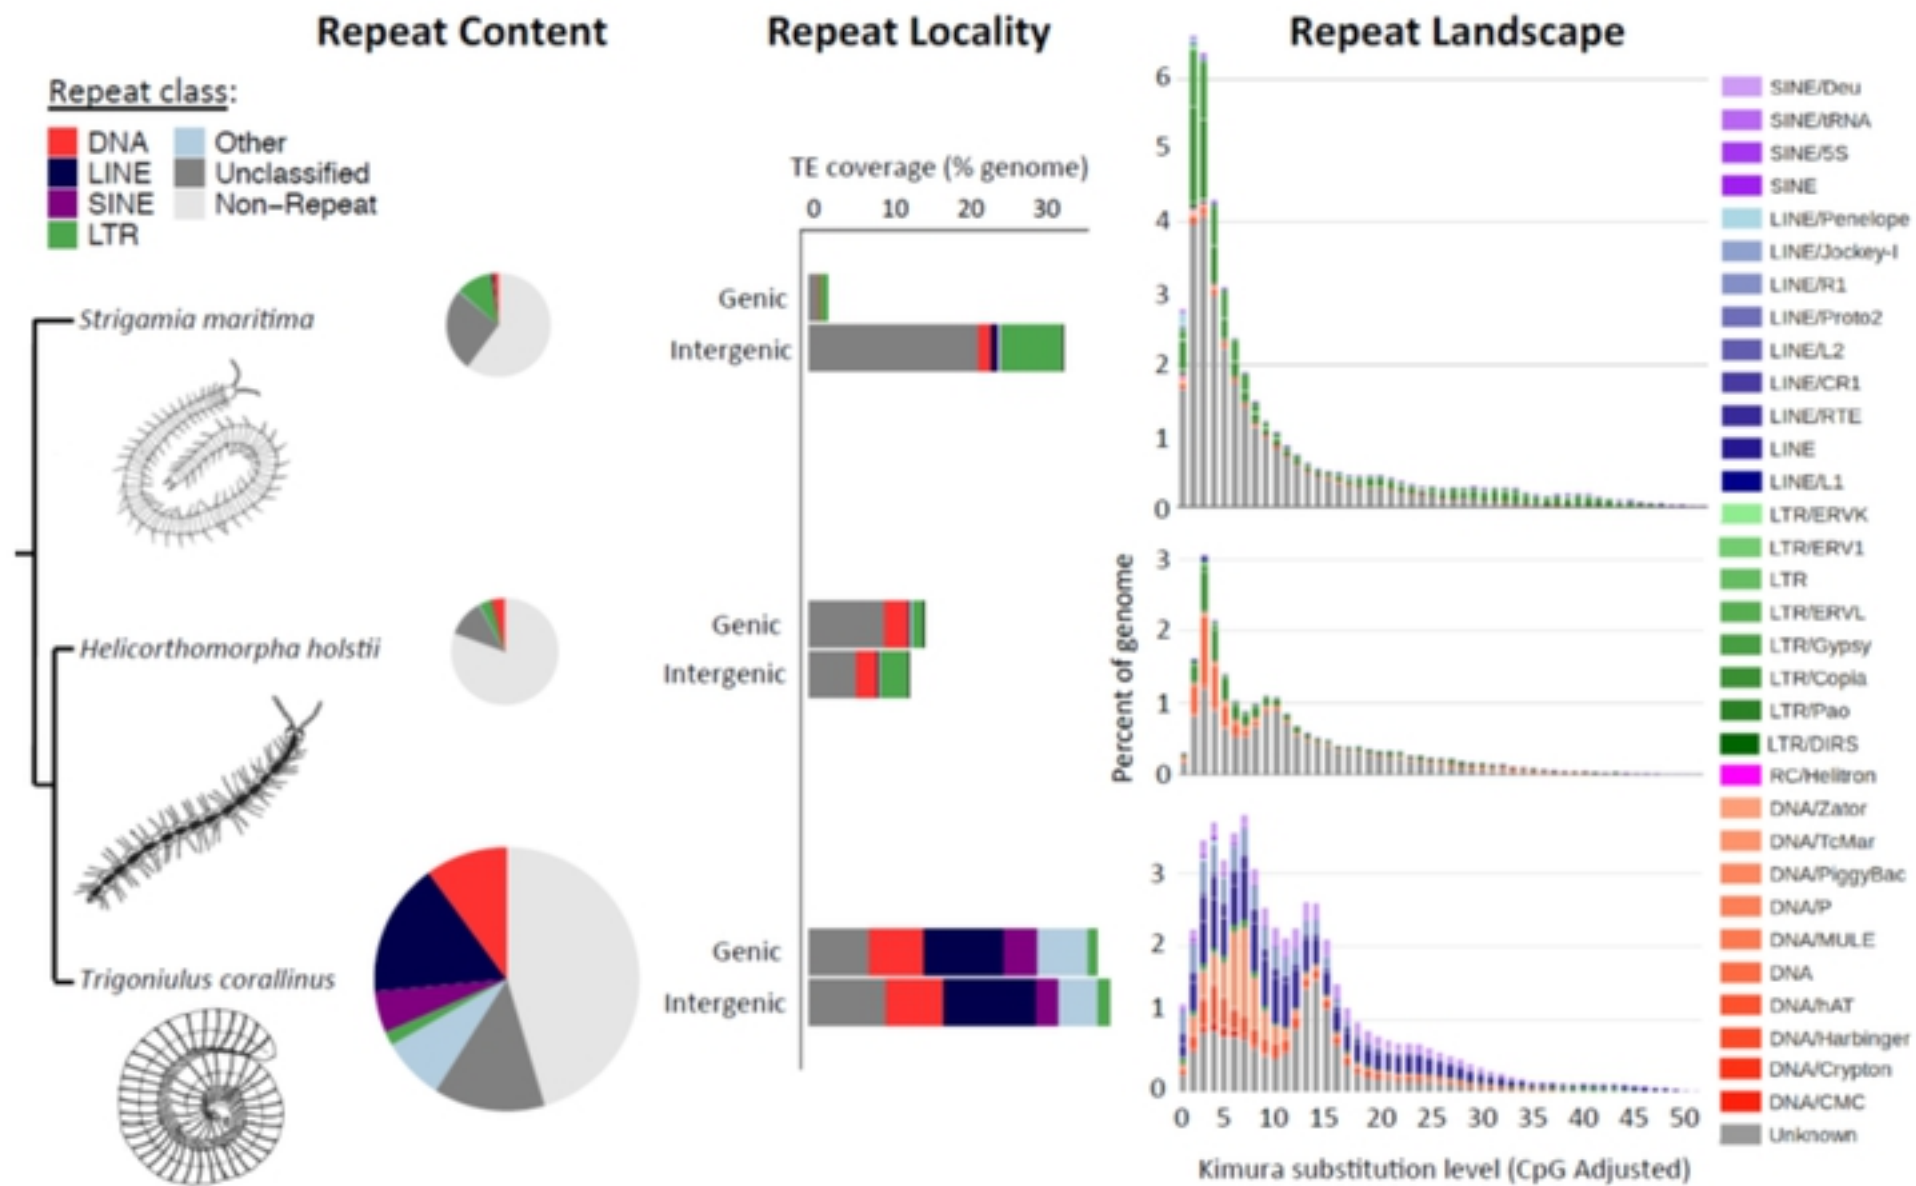 Repeat Content
Repeat Locality
Repeat Landscape
Repeat class:
DNA
LINE
SINE
LTR
Other
Unclassified
Non-Repeat
Strigamia maritima
Helicorthomorpha holstii
Trigoniulus corallinus
TE coverage (% genome)
0 10 20 30
Genic
Intergenic
Genic
Intergenic
Genic
Intergenic
Percent of genome
6
5
4
3
2
1
0
3
2
1
0
3
2
1
0
0 5 10 15 20 25 30 35 40 45 50
Kimura substitution level (CpG Adjusted)
SINE/Deu
SINE/tRNA
SINE/5S
SINE
LINE/Penelope
LINE/Jockey-I
LINE/R1
LINE/Proto2
LINE/L2
LINE/CR1
LINE/RTE
LINE
LINE/L1
LTR/ERVK
LTR/ERV1
LTR
LTR/ERVL
LTR/Gypsy
LTR/Copia
LTR/Pao
LTR/DIRS
RC/Helitron
DNA/Zator
DNA/TcMar
DNA/PiggyBac
DNA/P
DNA/MULE
DNA
DNA/hAT
DNA/Harbinger
DNA/Crypton
DNA/CMC
Unknown